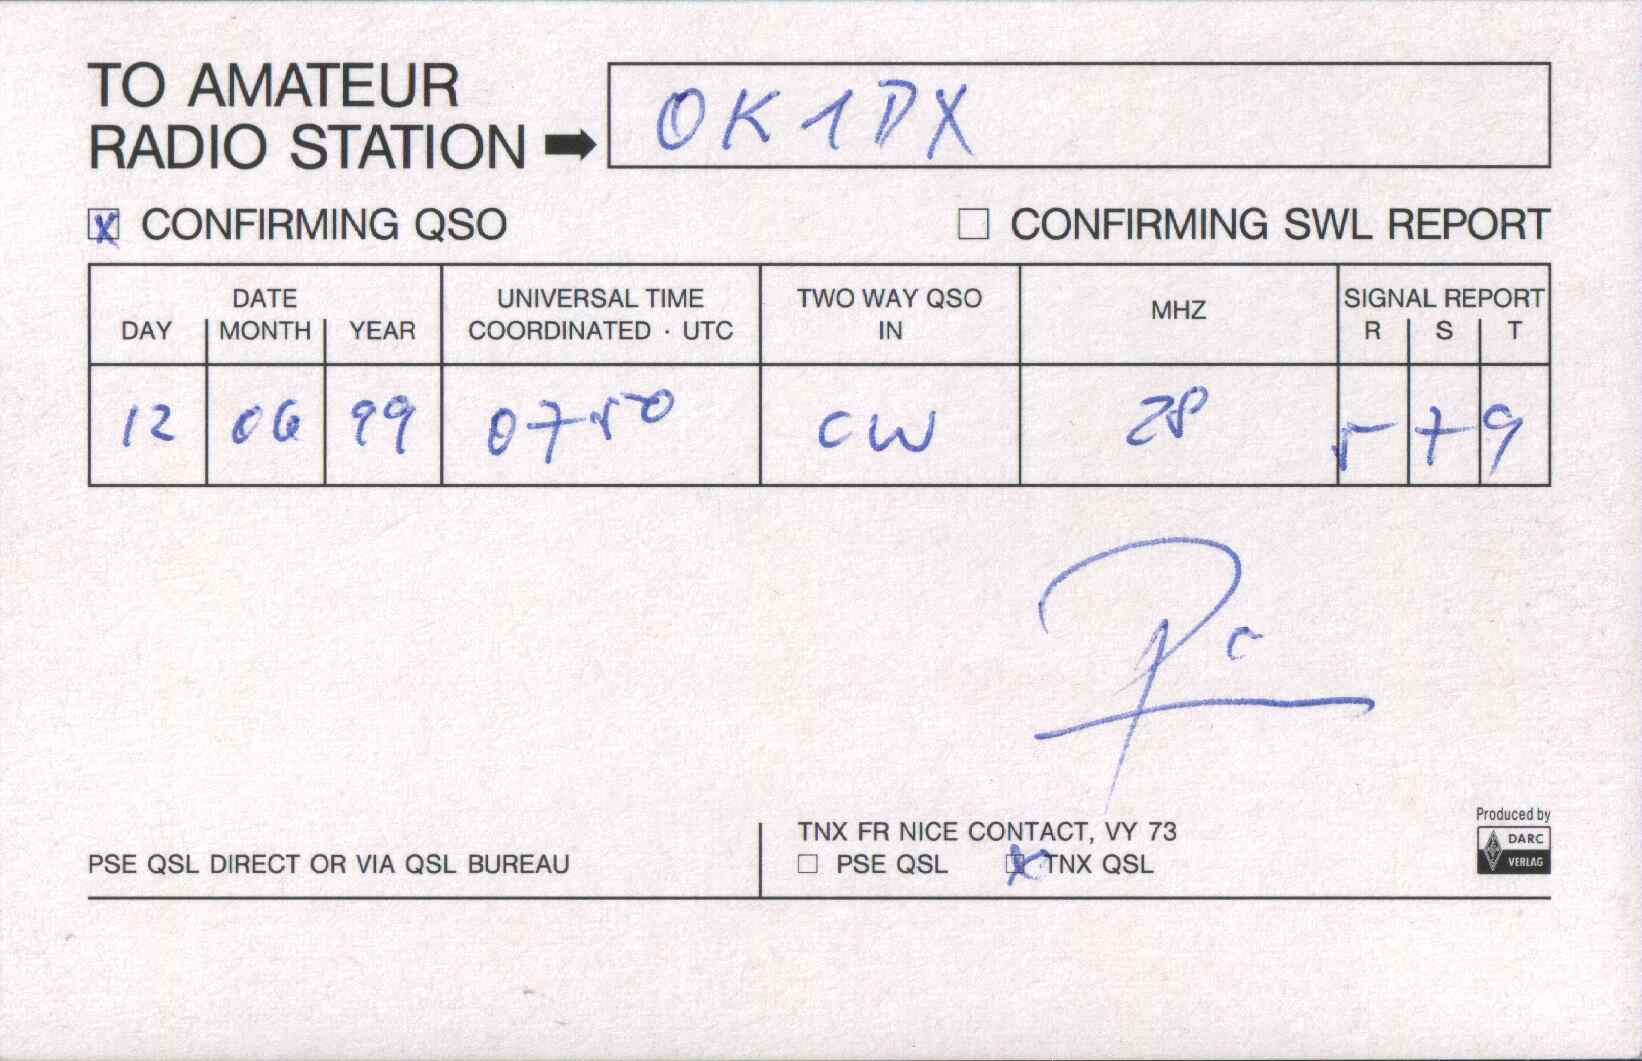 TO AMATEUR
RADIO STATION ➡ OK1DX
☒ CONFIRMING QSO ☐ CONFIRMING SWL REPORT
DATE
DAY MONTH YEAR
UNIVERSAL TIME
COORDINATED · UTC
TWO WAY QSO
IN
MHZ
SIGNAL REPORT
R S T
12 06 99 0750 CW 28 5 7 9
PSE QSL DIRECT OR VIA QSL BUREAU
TNX FR NICE CONTACT, VY 73
☐ PSE QSL ☒ TNX QSL
Produced by
DARC
VERLAG